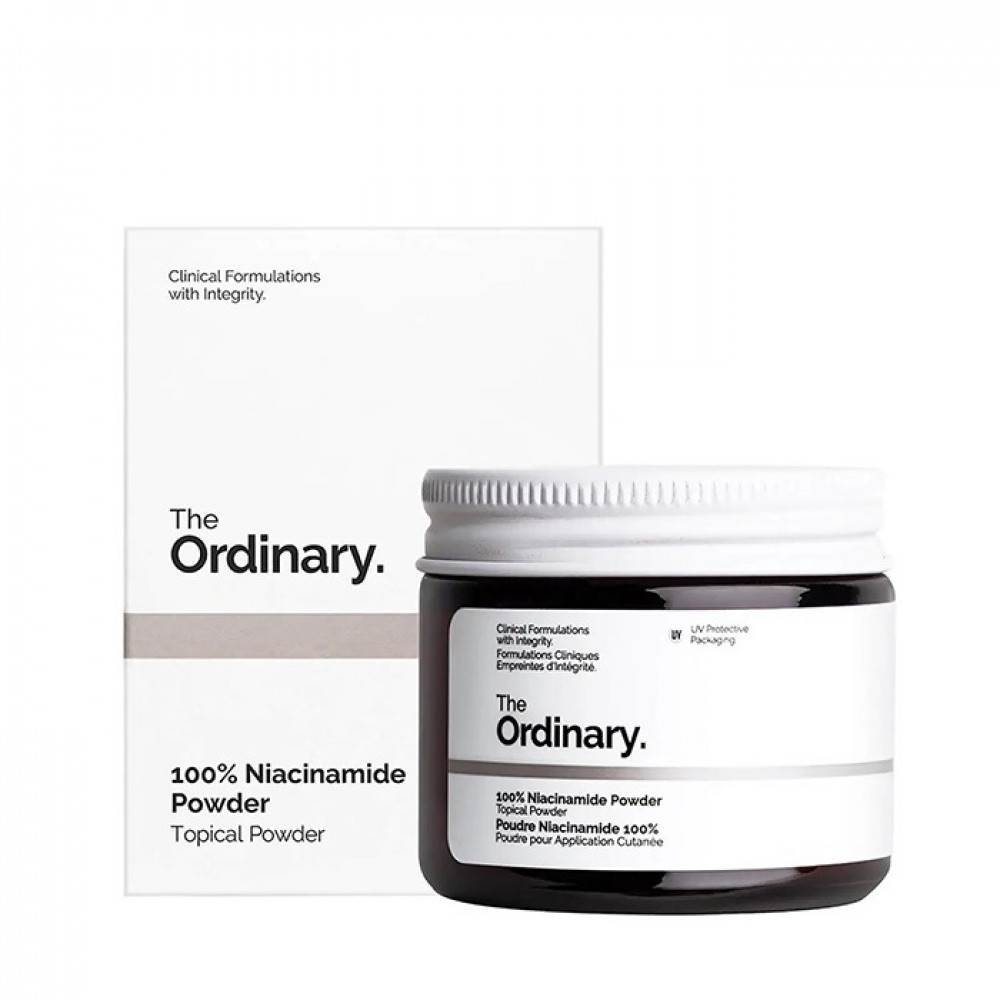 Clinical Formulations
with Integrity.
The
Ordinary.
100% Niacinamide
Powder
Topical Powder
Clinical Formulations
with Integrity.
Formulations Cliniques
Empreintes d'Intégrité.
UV
UV Protective
Packaging
The
Ordinary.
100% Niacinamide Powder
Topical Powder
Poudre Niacinamide 100%
Poudre pour Application Cutanée